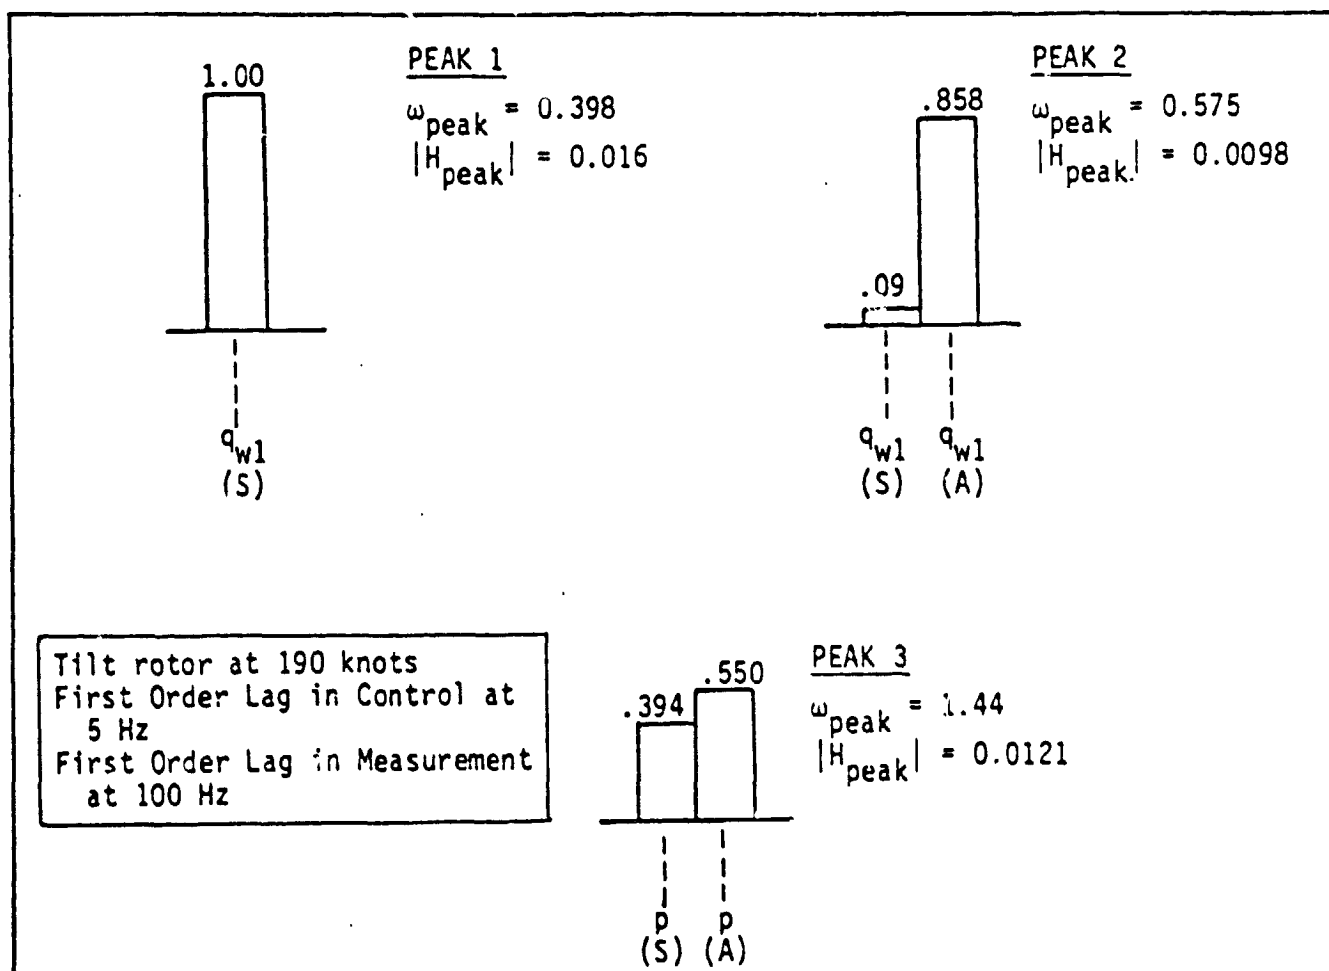 1.00
PEAK 1
ωpeak = 0.398
|Hpeak| = 0.016
qw1
(S)
PEAK 2
.858
ωpeak = 0.575
|Hpeak.| = 0.0098
.09
qw1 qw1
(S) (A)
Tilt rotor at 190 knots
First Order Lag in Control at
5 Hz
First Order Lag in Measurement
at 100 Hz
PEAK 3
.394 .550
ωpeak = 1.44
|Hpeak| = 0.0121
p p
(S) (A)